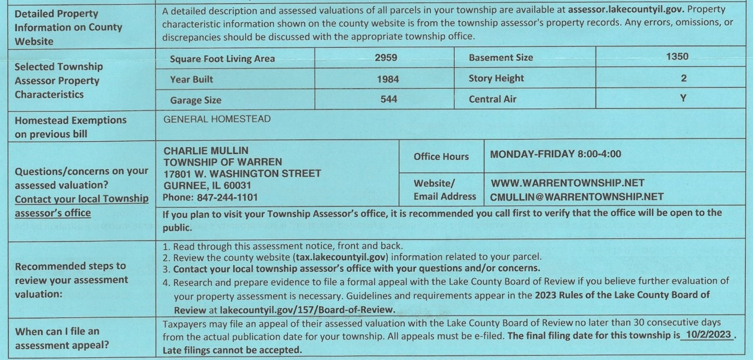 Detailed Property
Information on County
Website
A detailed description and assessed valuations of all parcels in your township are available at assessor.lakecountyil.gov. Property
characteristic information shown on the county website is from the township assessor's property records. Any errors, omissions, or
discrepancies should be discussed with the appropriate township office.
Selected Township
Assessor Property
Characteristics
Square Foot Living Area 2959 Basement Size 1350
Year Built 1984 Story Height 2
Garage Size 544 Central Air Y
Homestead Exemptions
on previous bill
GENERAL HOMESTEAD
Questions/concerns on your
assessed valuation?
Contact your local Township
assessor's office
CHARLIE MULLIN
TOWNSHIP OF WARREN
17801 W. WASHINGTON STREET
GURNEE, IL 60031
Phone: 847-244-1101
Office Hours MONDAY-FRIDAY 8:00-4:00
Website/
Email Address
WWW.WARRENTOWNSHIP.NET
CMULLIN@WARRENTOWNSHIP.NET
If you plan to visit your Township Assessor's office, it is recommended you call first to verify that the office will be open to the
public.
Recommended steps to
review your assessment
valuation:
1. Read through this assessment notice, front and back.
2. Review the county website (tax.lakecountyil.gov) information related to your parcel.
3. Contact your local township assessor's office with your questions and/or concerns.
4. Research and prepare evidence to file a formal appeal with the Lake County Board of Review if you believe further evaluation of
your property assessment is necessary. Guidelines and requirements appear in the 2023 Rules of the Lake County Board of
Review at lakecountyil.gov/157/Board-of-Review.
When can I file an
assessment appeal?
Taxpayers may file an appeal of their assessed valuation with the Lake County Board of Review no later than 30 consecutive days
from the actual publication date for your township. All appeals must be e-filed. The final filing date for this township is 10/2/2023 .
Late filings cannot be accepted.